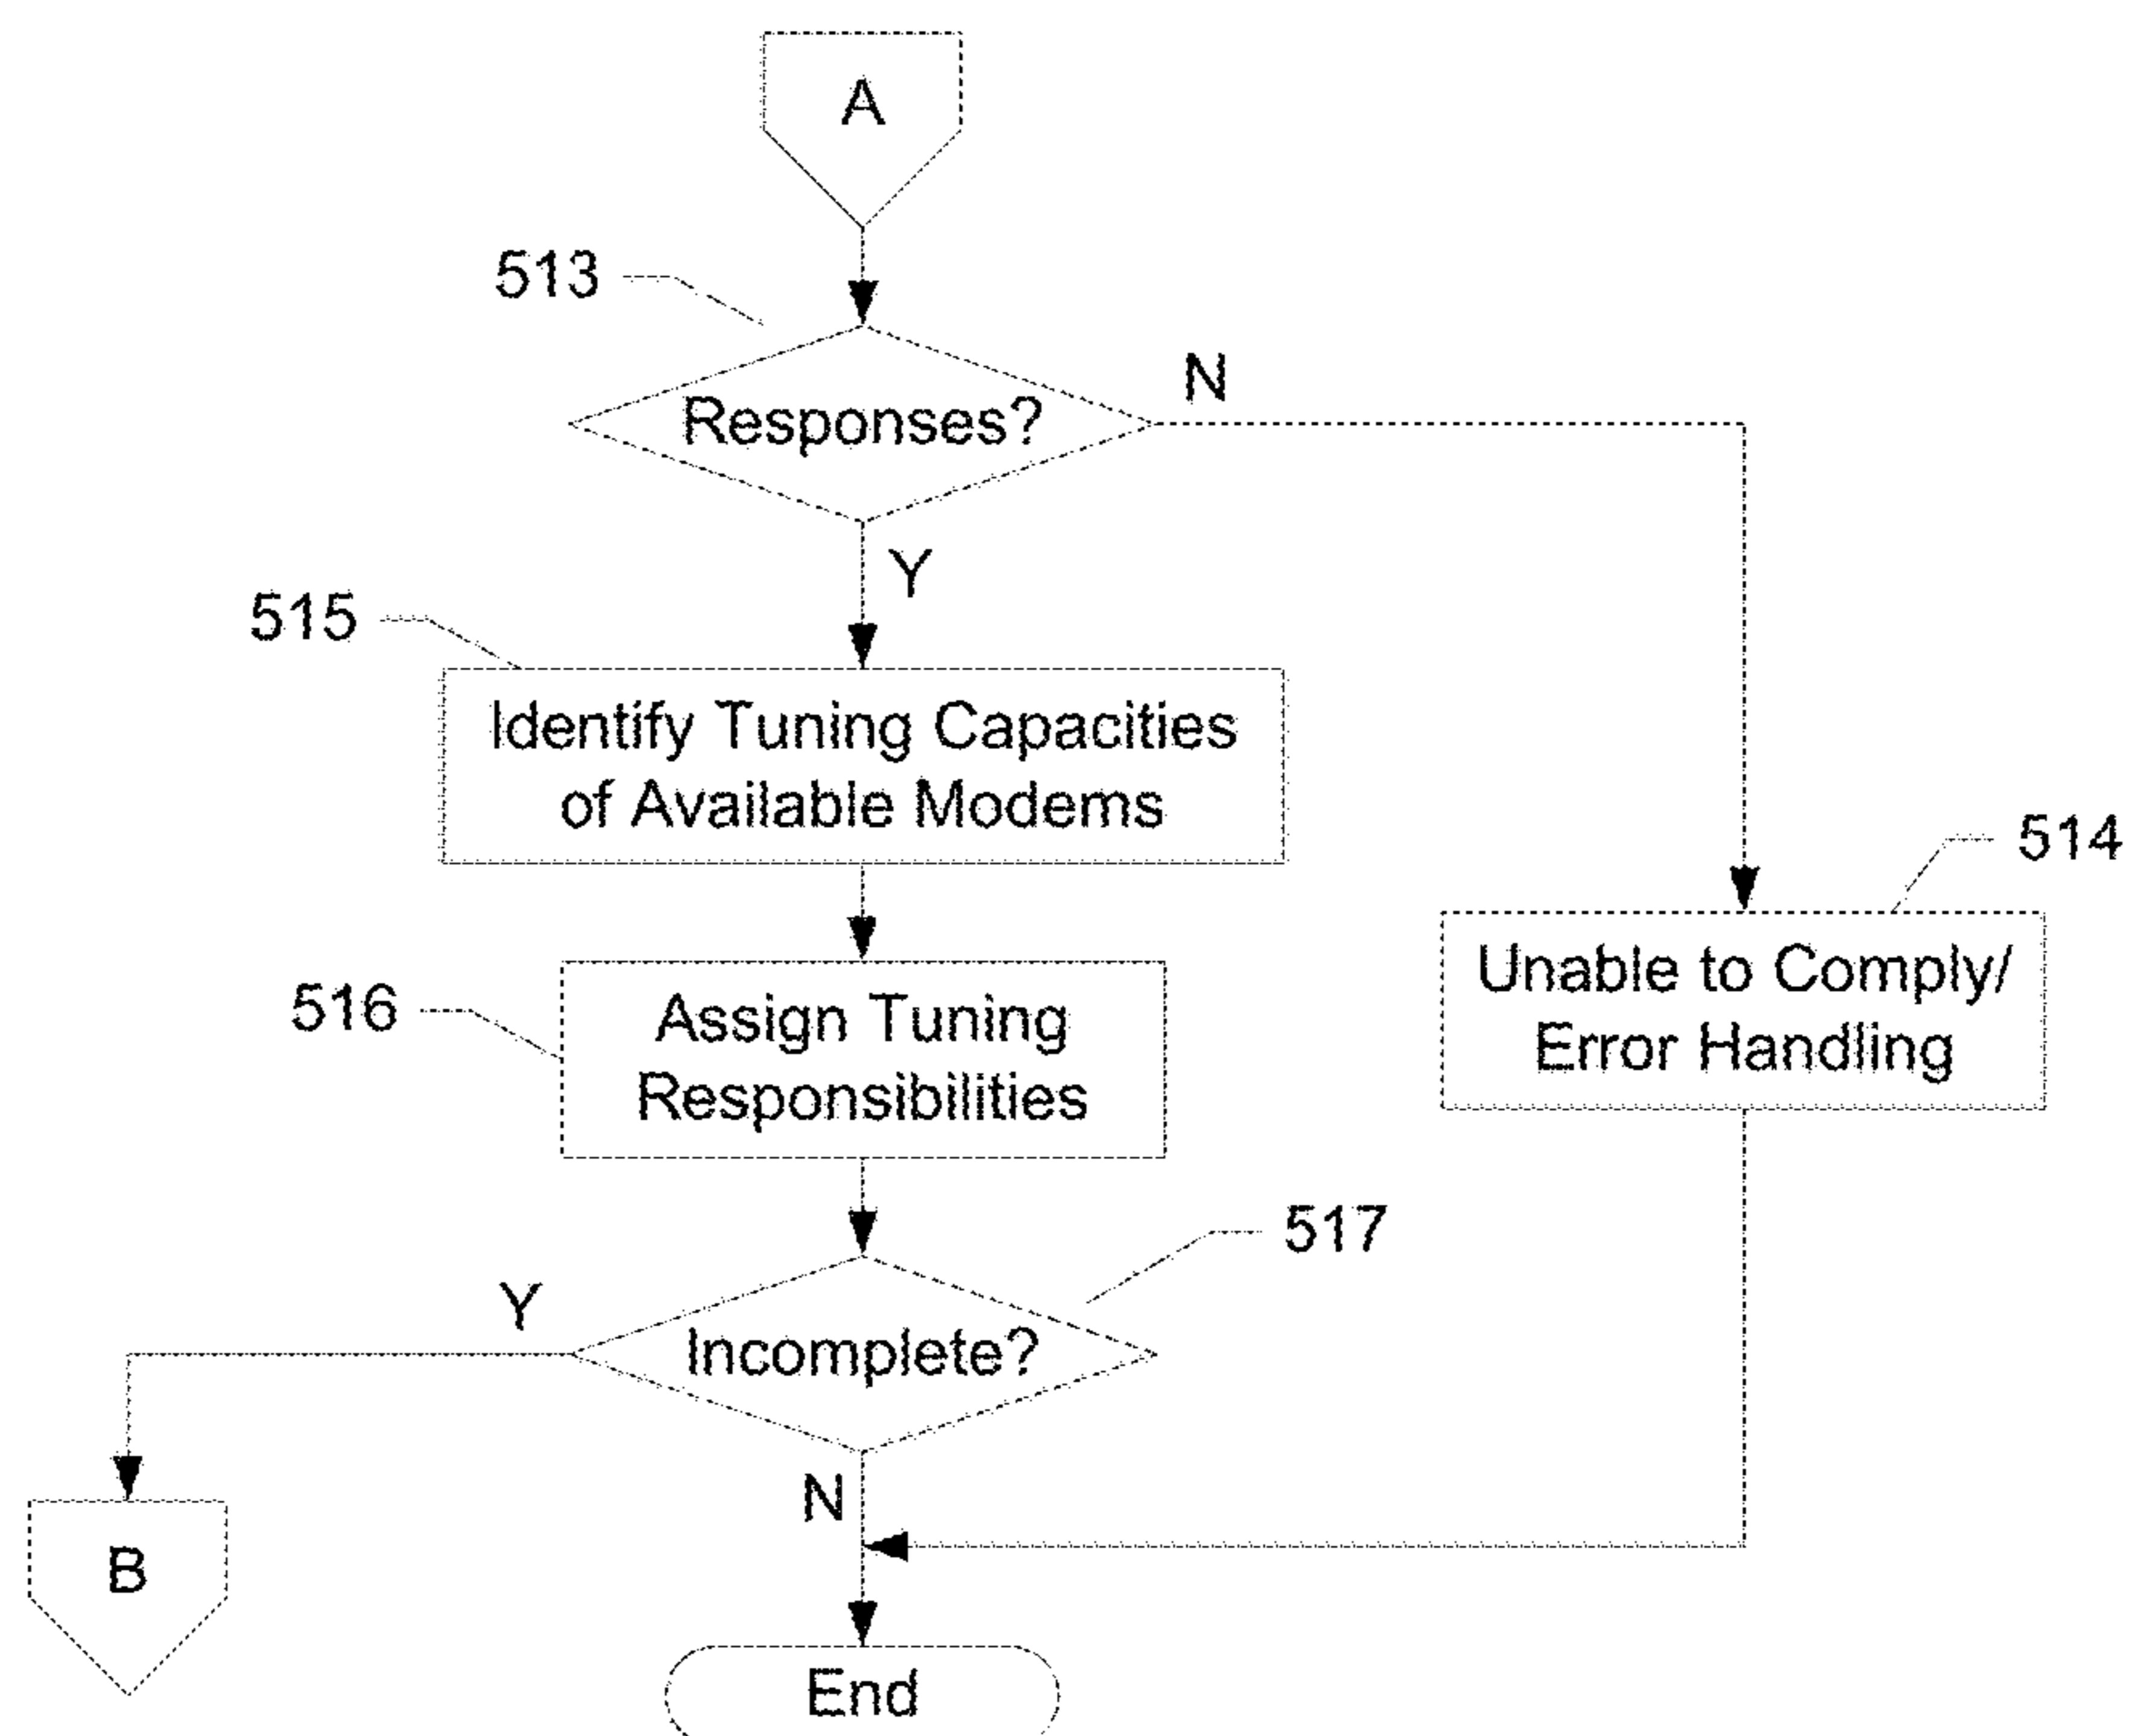 A
513
Responses?
N
Y
515
Identify Tuning Capacities
of Available Modems
514
Unable to Comply/
Error Handling
516
Assign Tuning
Responsibilities
517
Y
Incomplete?
N
B
End